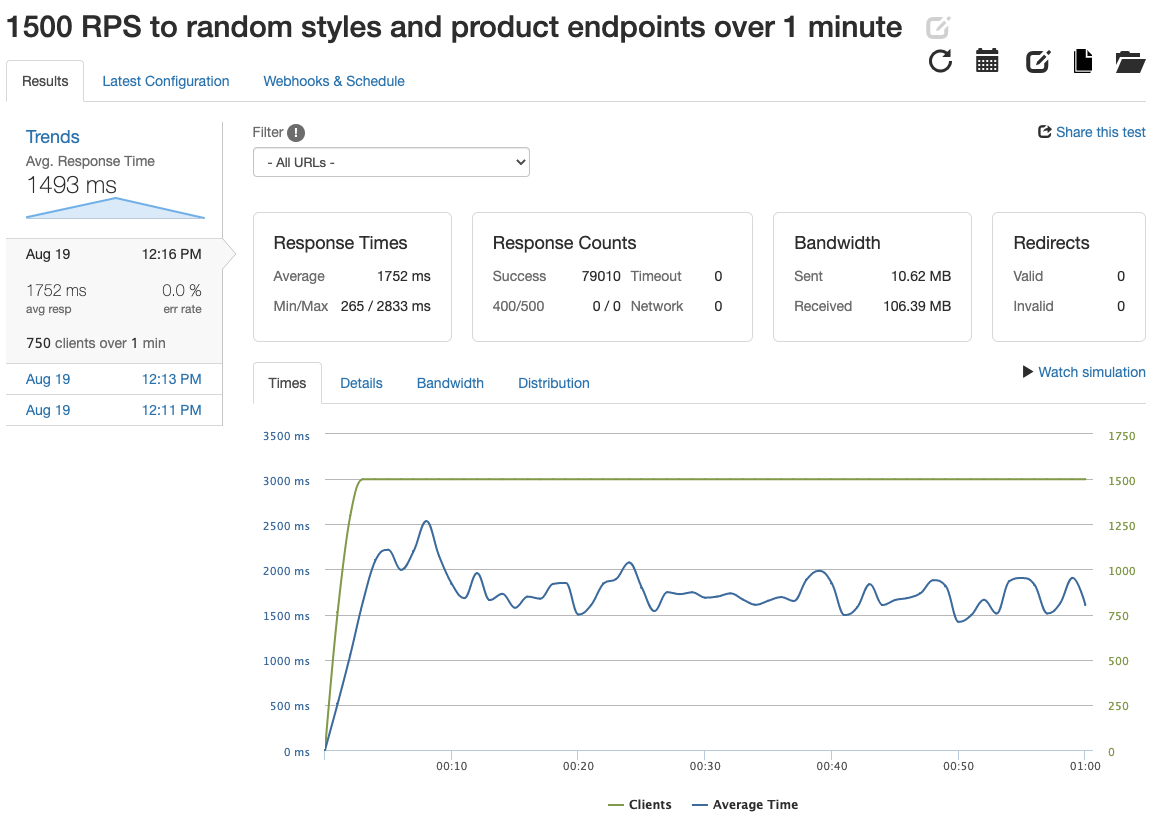 1500 RPS to random styles and product endpoints over 1 minute
Results Latest Configuration Webhooks & Schedule
Trends
Avg. Response Time
1493 ms
Aug 19 12:16 PM
1752 ms 0.0 %
avg resp err rate
750 clients over 1 min
Aug 19 12:13 PM
Aug 19 12:11 PM
Filter !
Share this test
- All URLs -
Response Times
Average 1752 ms
Min/Max 265 / 2833 ms
Response Counts
Success 79010 Timeout 0
400/500 0 / 0 Network 0
Bandwidth
Sent 10.62 MB
Received 106.39 MB
Redirects
Valid 0
Invalid 0
Times Details Bandwidth Distribution
Watch simulation
3500 ms 1750
3000 ms 1500
2500 ms 1250
2000 ms 1000
1500 ms 750
1000 ms 500
500 ms 250
0 ms 0
00:10 00:20 00:30 00:40 00:50 01:00
Clients Average Time